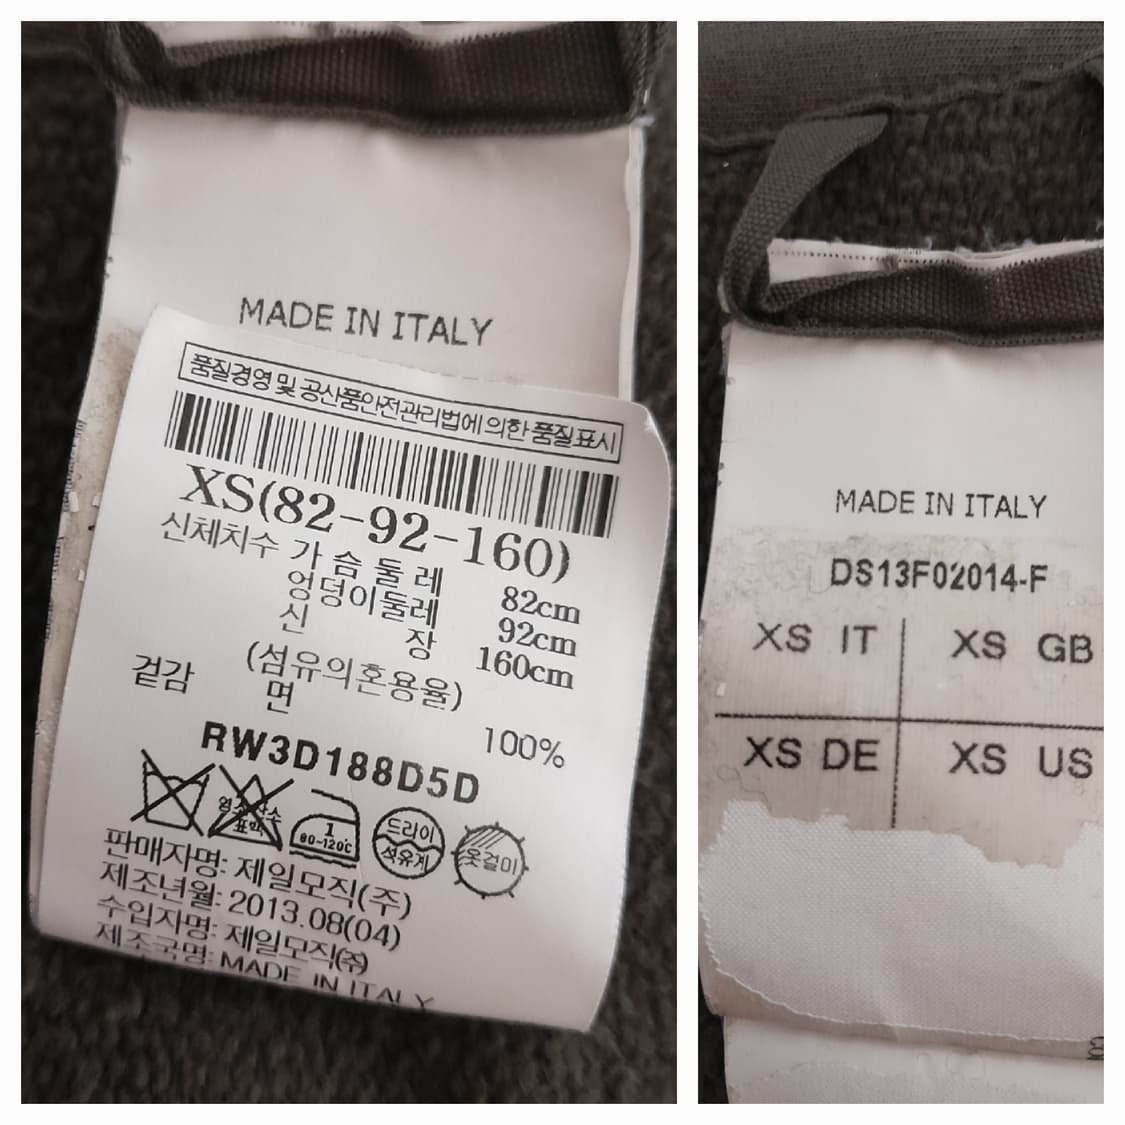 MADE IN ITALY
품질경영 및 공산품안전관리법에 의한 품질표시
XS(82-92-160)
신체치수 가 슴 둘 레 82cm
엉덩이둘레 92cm
신 장 160cm
(섬유의혼용율)
겉감 면 100%
RW3D188D5D
1
80~120℃
드라이
석유계
옷걸이
판매자명: 제일모직(주)
제조년월: 2013.08(04)
수입자명: 제일모직(주)
제조국명: MADE IN ITALY
MADE IN ITALY
DS13F02014-F
XS IT XS GB
XS DE XS US